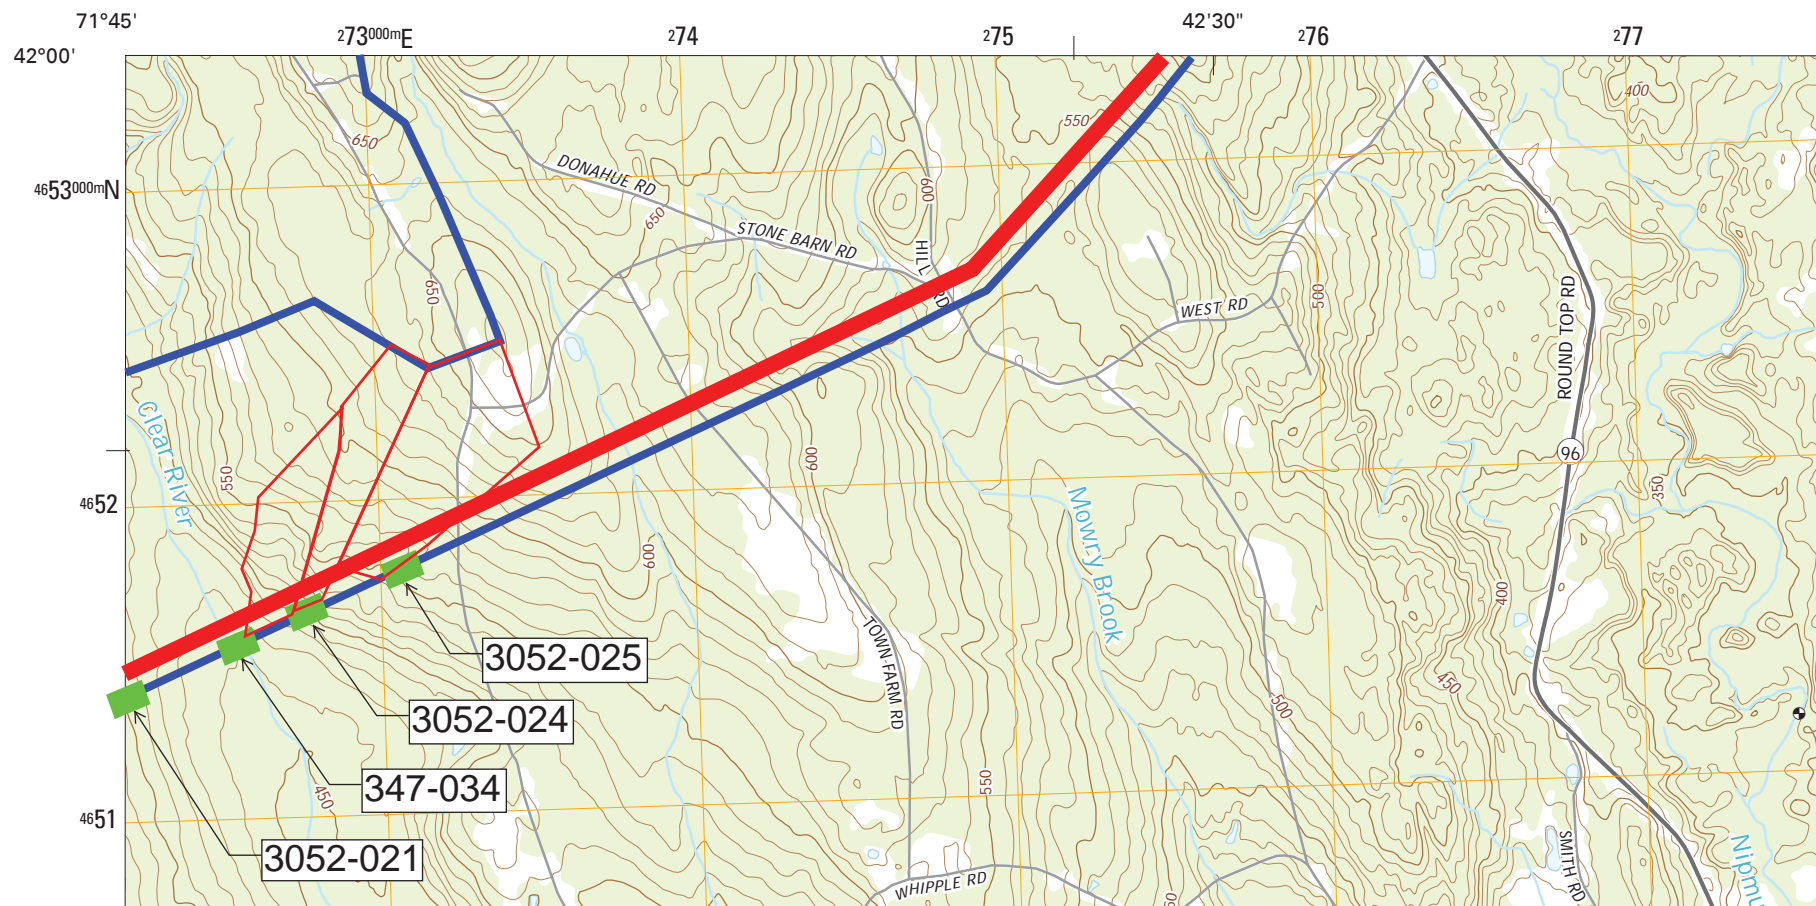 71°45'
42'30"
273000mE
274
275
276
277
42°00'
400
550
650
DONAHUE RD
600
4653000mN
650
STONE BARN RD
HILL RD
650
500
WEST RD
ROUND TOP RD
Clear River
550
600
96
4652
350
Mowry Brook
600
400
3052-025
TOWN-FARM RD
450
3052-024
500
347-034
450
550
4651
3052-021
SMITH RD
Nipmu
WHIPPLE RD
50